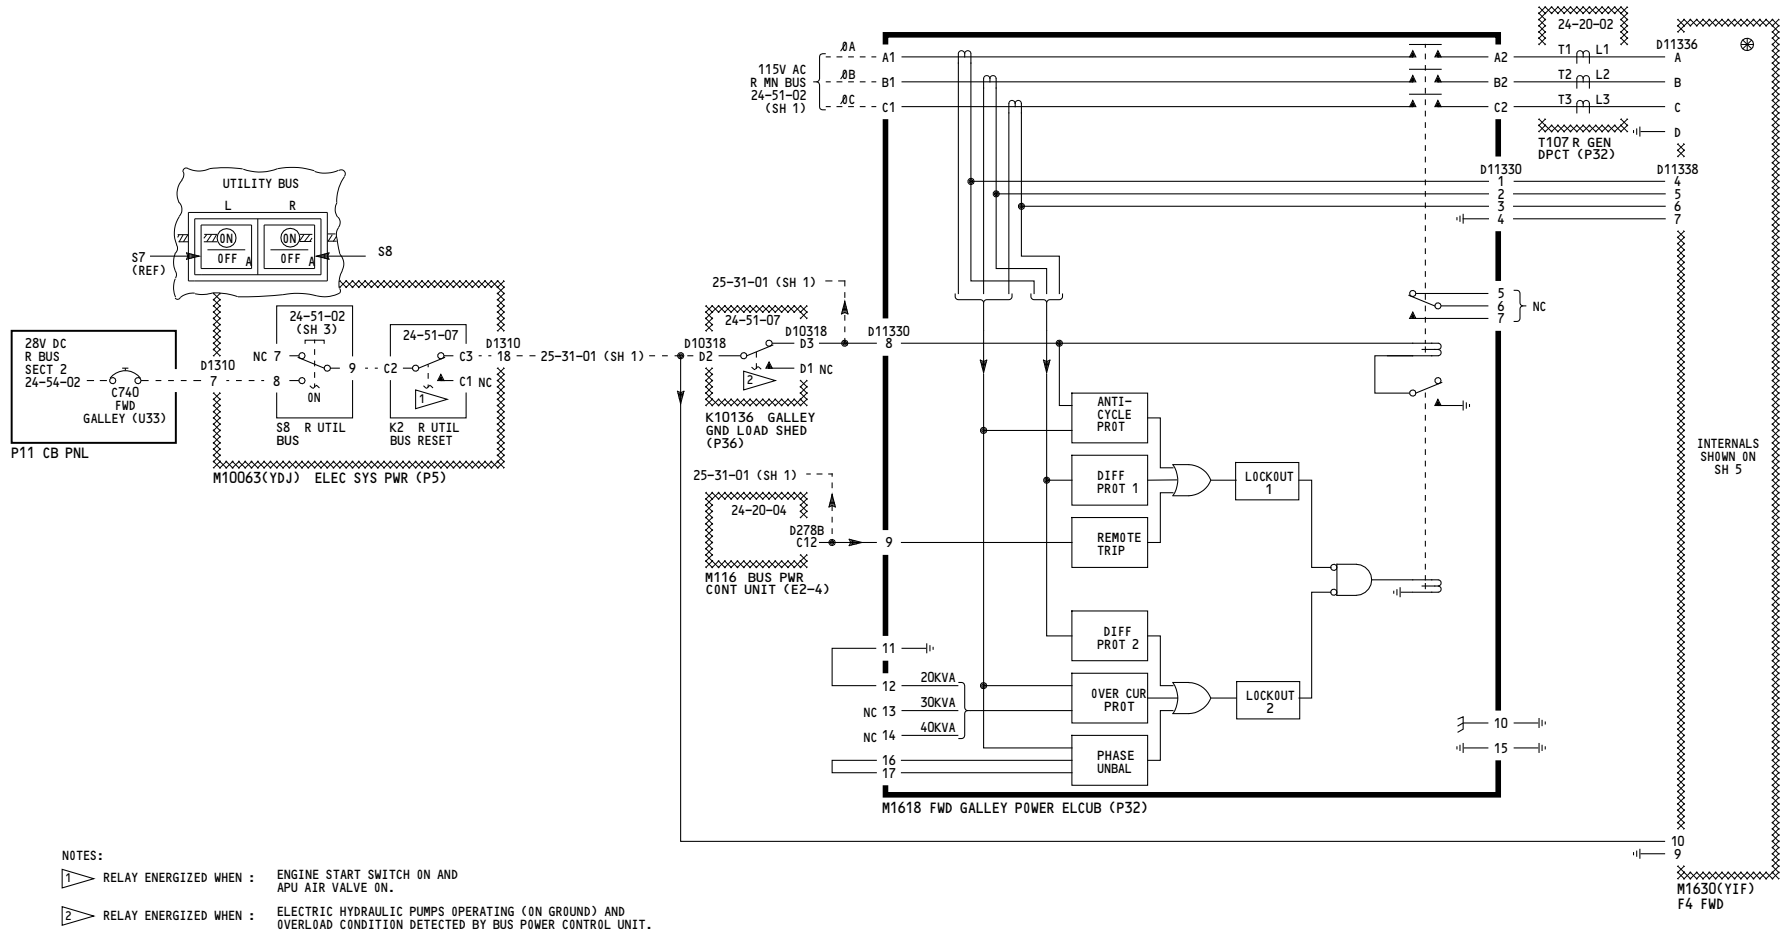 24-20-02
ØA
A1
A2
T1
L1
D11336
A
115V AC
R MN BUS
24-51-02
(SH 1)
ØB
B1
B2
T2
L2
B
ØC
C1
C2
T3
L3
C
D
T107 R GEN
DPCT (P32)
D11330
D11338
1
4
2
5
3
6
4
7
UTILITY BUS
L
R
ON
ON
OFF
A
OFF
A
S7
(REF)
S8
25-31-01 (SH 1)
5
6
7
NC
28V DC
R BUS
SECT 2
24-54-02
C740
FWD
GALLEY (U33)
P11 CB PNL
D1310
7
24-51-02
(SH 3)
NC 7
8
9
ON
S8 R UTIL
BUS
24-51-07
C2
C3
C1 NC
1
K2 R UTIL
BUS RESET
D1310
18
25-31-01 (SH 1)
M10063(YDJ) ELEC SYS PWR (P5)
24-51-07
D10318
D2
D10318
D3
D1 NC
2
K10136 GALLEY
GND LOAD SHED
(P36)
D11330
8
ANTI-
CYCLE
PROT
DIFF
PROT 1
REMOTE
TRIP
LOCKOUT
1
INTERNALS
SHOWN ON
SH 5
25-31-01 (SH 1)
24-20-04
D278B
C12
9
M116 BUS PWR
CONT UNIT (E2-4)
DIFF
PROT 2
OVER CUR
PROT
PHASE
UNBAL
LOCKOUT
2
11
12
20KVA
NC 13
30KVA
NC 14
40KVA
16
17
10
15
M1618 FWD GALLEY POWER ELCUB (P32)
10
9
M1630(YIF)
F4 FWD
NOTES:
1 RELAY ENERGIZED WHEN : ENGINE START SWITCH ON AND
APU AIR VALVE ON.
2 RELAY ENERGIZED WHEN : ELECTRIC HYDRAULIC PUMPS OPERATING (ON GROUND) AND
OVERLOAD CONDITION DETECTED BY BUS POWER CONTROL UNIT.